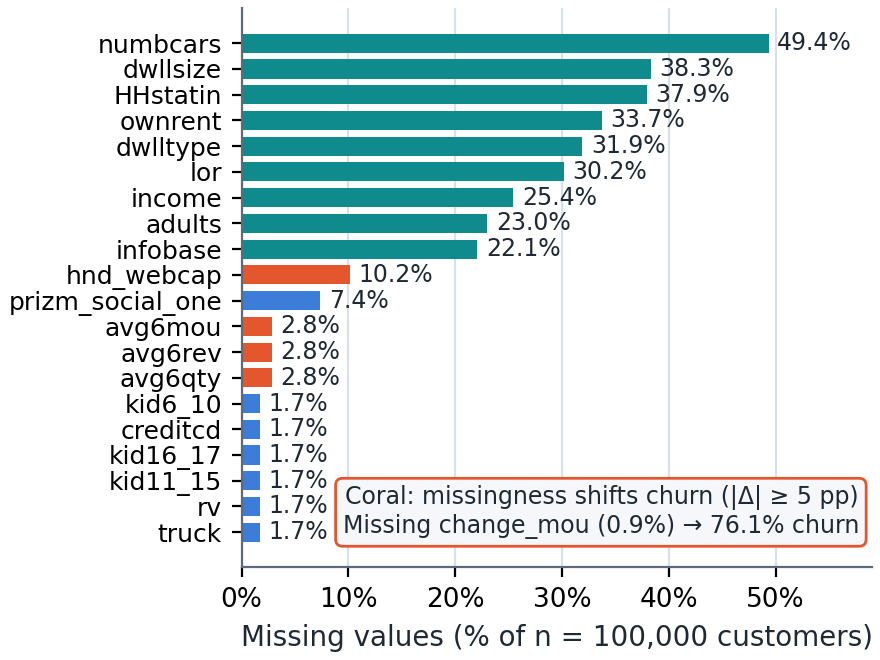 numbcars 49.4%
dwllsize 38.3%
HHstatin 37.9%
ownrent 33.7%
dwlltype 31.9%
lor 30.2%
income 25.4%
adults 23.0%
infobase 22.1%
hnd_webcap 10.2%
prizm_social_one 7.4%
avg6mou 2.8%
avg6rev 2.8%
avg6qty 2.8%
kid6_10 1.7%
creditcd 1.7%
kid16_17 1.7%
kid11_15 1.7%
rv 1.7%
truck 1.7%
Coral: missingness shifts churn (|Δ| ≥ 5 pp)
Missing change_mou (0.9%) → 76.1% churn
0% 10% 20% 30% 40% 50%
Missing values (% of n = 100,000 customers)